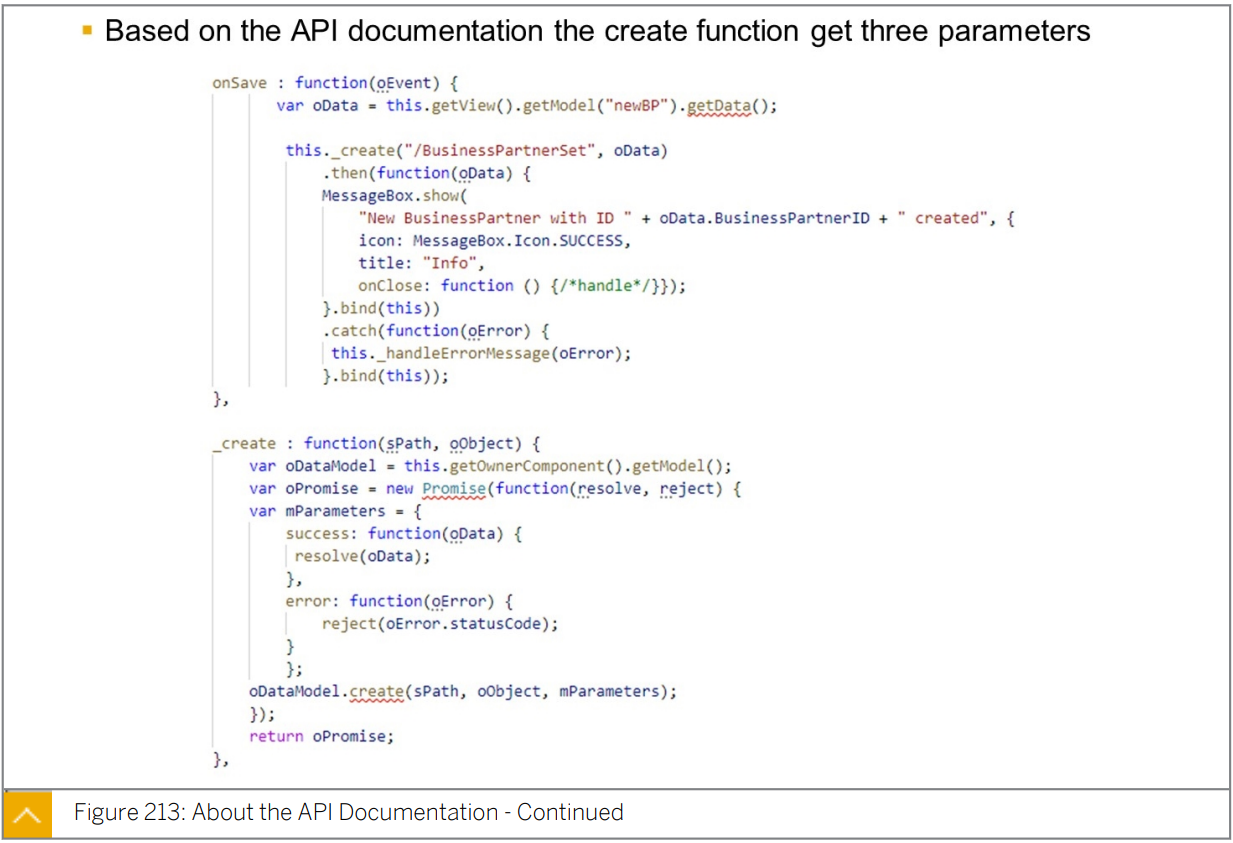 Based on the API documentation the create function get three parameters
onSave : function(oEvent) {
var oData = this.getView().getModel("newBP").getData();
this._create("/BusinessPartnerSet", oData)
.then(function(oData) {
MessageBox.show(
"New BusinessPartner with ID " + oData.BusinessPartnerID + " created", {
icon: MessageBox.Icon.SUCCESS,
title: "Info",
onClose: function () {/*handle*/}});
}.bind(this))
.catch(function(oError) {
this._handleErrorMessage(oError);
}.bind(this));
},
_create : function(sPath, oObject) {
var oDataModel = this.getOwnerComponent().getModel();
var oPromise = new Promise(function(resolve, reject) {
var mParameters = {
success: function(oData) {
resolve(oData);
},
error: function(oError) {
reject(oError.statusCode);
}
};
oDataModel.create(sPath, oObject, mParameters);
});
return oPromise;
},
Figure 213: About the API Documentation - Continued